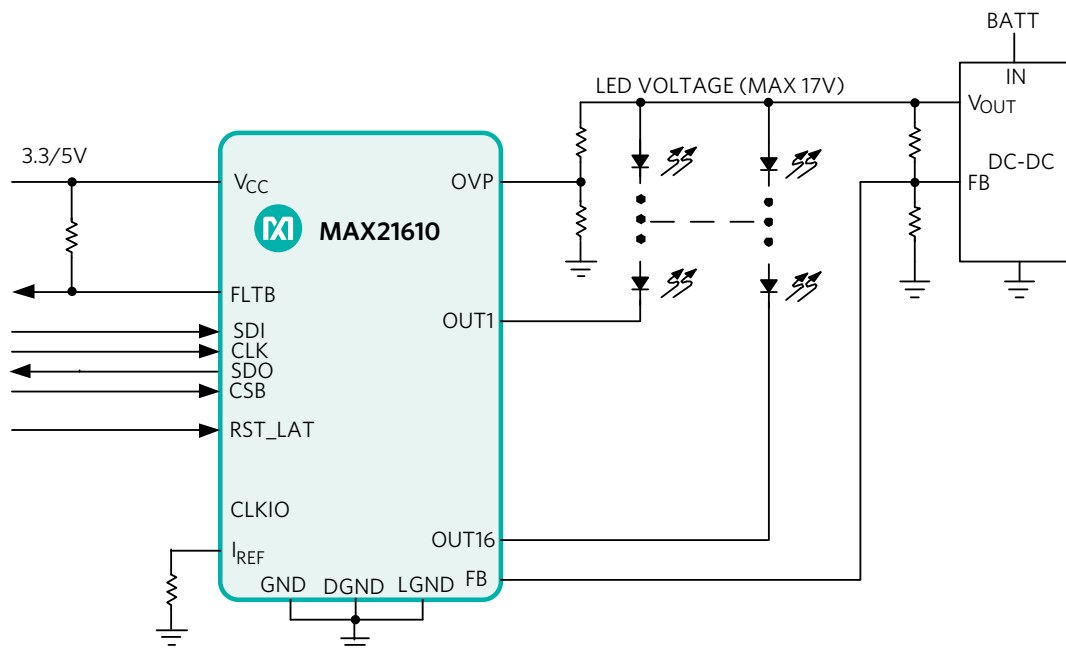 BATT
IN
LED VOLTAGE (MAX 17V)
VOUT
3.3/5V
VCC
OVP
DC-DC
FB
MAX21610
FLTB
OUT1
SDI
CLK
SDO
CSB
RST_LAT
CLKIO
OUT16
IREF
FB
GND
DGND
LGND